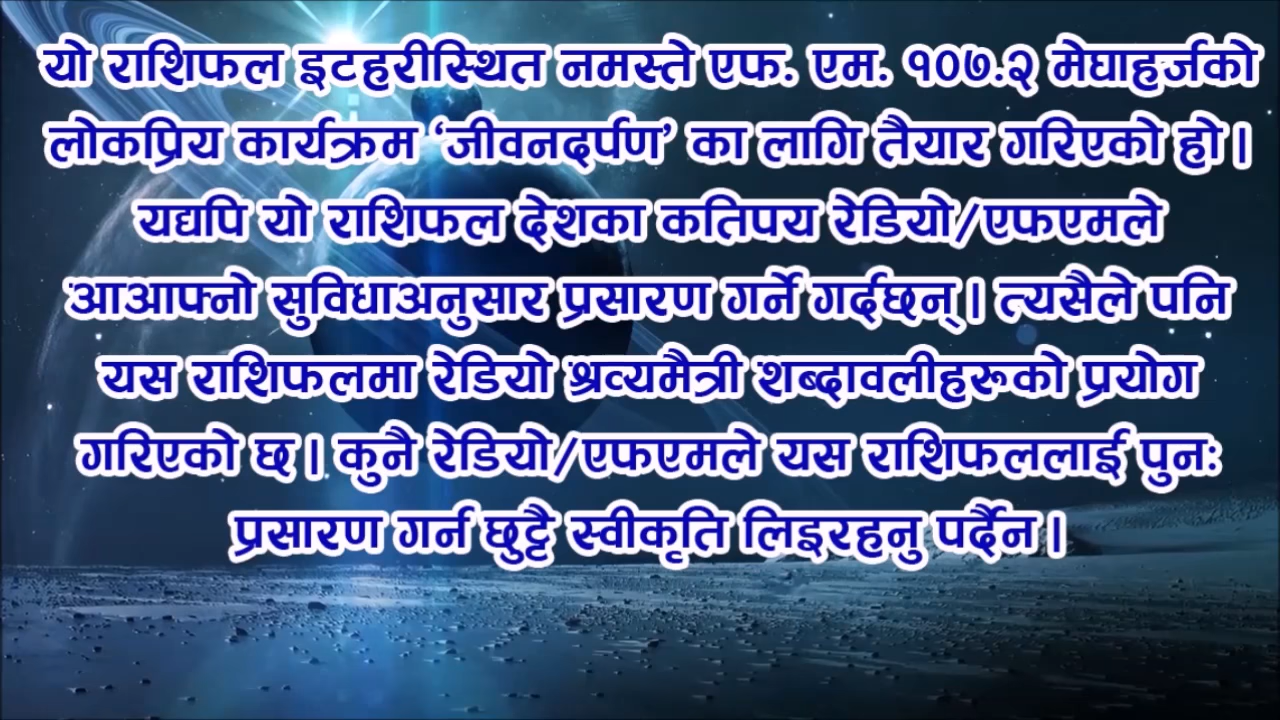 यो राशिफल इटहरीस्थित नमस्ते एफ. एम. १०७.२ मेघाहर्जको
लोकप्रिय कार्यक्रम ‘जीवनदर्पण’ का लागि तैयार गरिएको हो ।
यद्यपि यो राशिफल देशका कतिपय रेडियो/एफएमले
आआफ्नो सुविधाअनुसार प्रसारण गर्ने गर्दछन् । त्यसैले पनि
यस राशिफलमा रेडियो श्रव्यमैत्री शब्दावलीहरूको प्रयोग
गरिएको छ । कुनै रेडियो/एफएमले यस राशिफललाई पुनः
प्रसारण गर्न छुट्टै स्वीकृति लिइरहनु पर्दैन ।